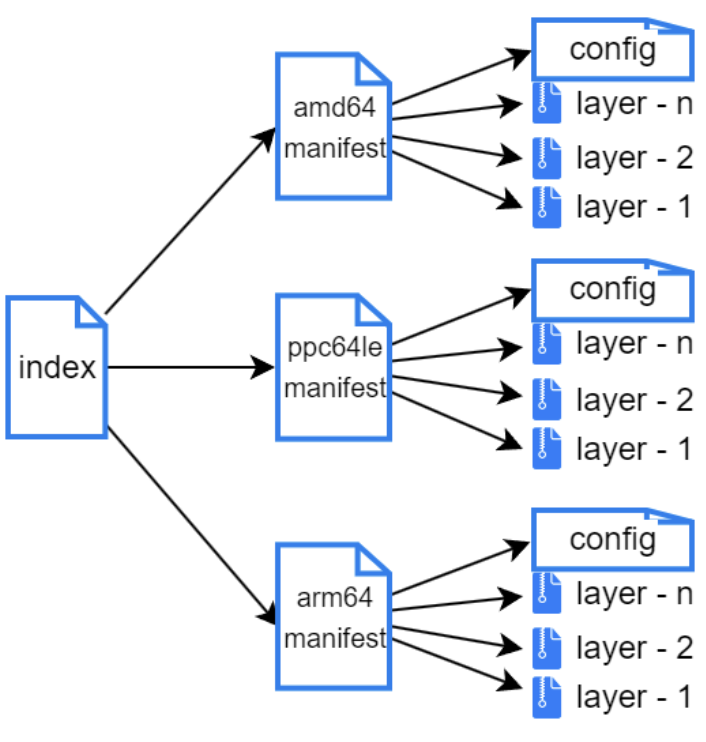 index
amd64
manifest
config
layer - n
layer - 2
layer - 1
ppc64le
manifest
config
layer - n
layer - 2
layer - 1
arm64
manifest
config
layer - n
layer - 2
layer - 1